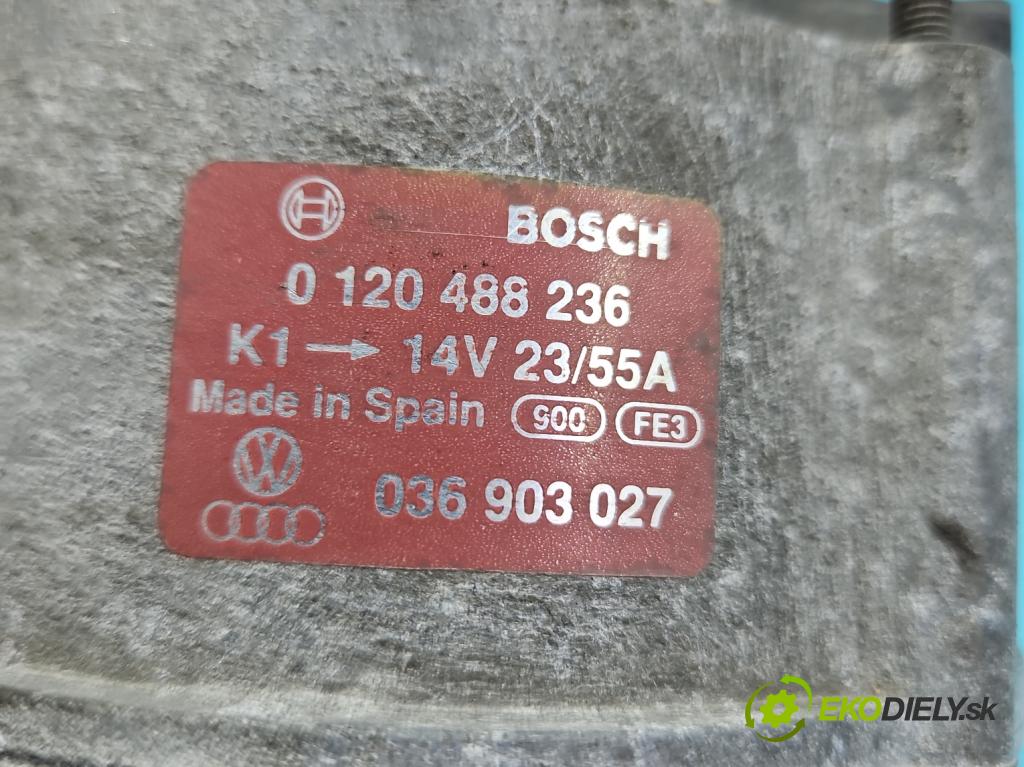 BOSCH
0 120 488 236
K1 → 14V 23/55A
Made in Spain 900 FE3
036 903 027
EKODIELY.sk